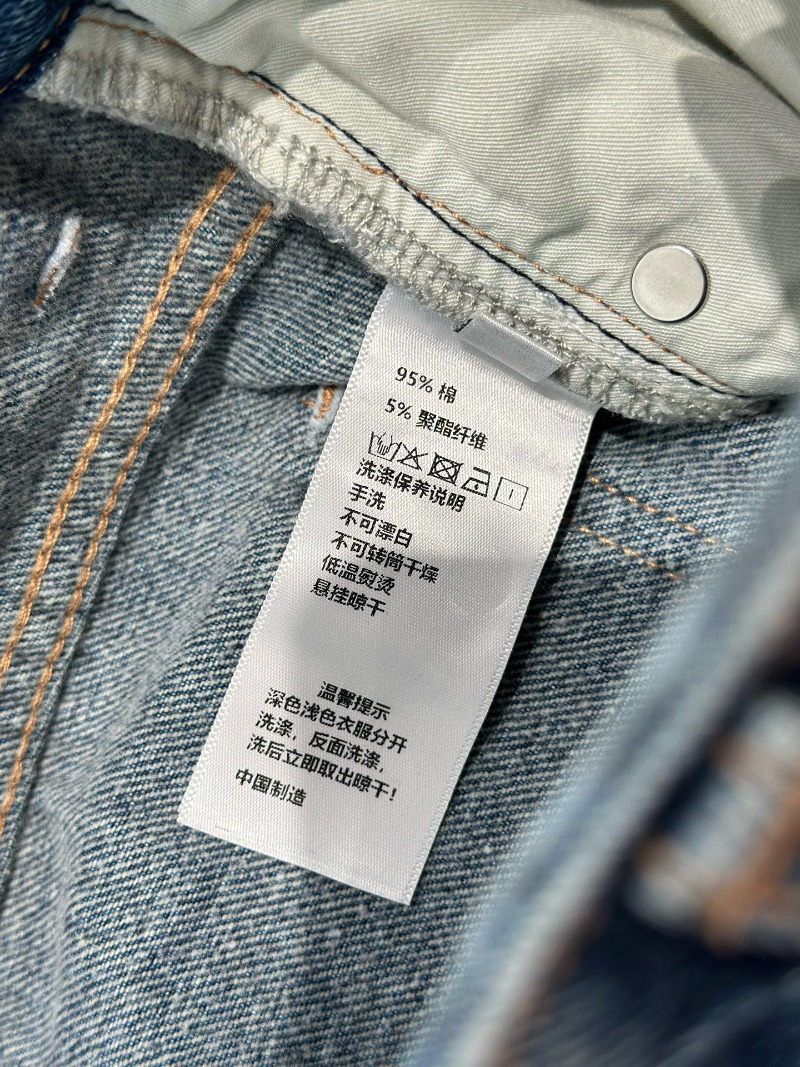 95% 棉
5% 聚酯纤维
洗涤保养说明
手洗
不可漂白
不可转筒干燥
低温熨烫
悬挂晾干
温馨提示
深色浅色衣服分开
洗涤，反面洗涤，
洗后立即取出晾干！
中国制造